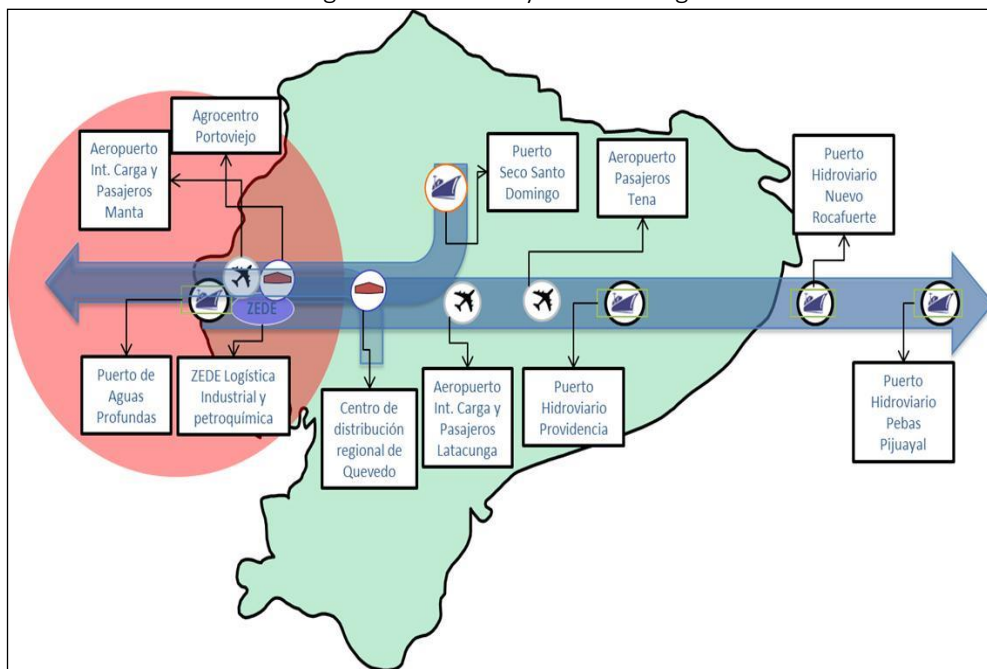 Agrocentro
Portoviejo
Aeropuerto
Int. Carga y
Pasajeros
Manta
Puerto
Seco Santo
Domingo
Aeropuerto
Pasajeros
Tena
Puerto
Hidroviario
Nuevo
Rocafuerte
ZEDE
Puerto de
Aguas
Profundas
ZEDE Logística
Industrial y
petroquímica
Centro de
distribución
regional de
Quevedo
Aeropuerto
Int. Carga y
Pasajeros
Latacunga
Puerto
Hidroviario
Providencia
Puerto
Hidroviario
Pebas
Pijuayal